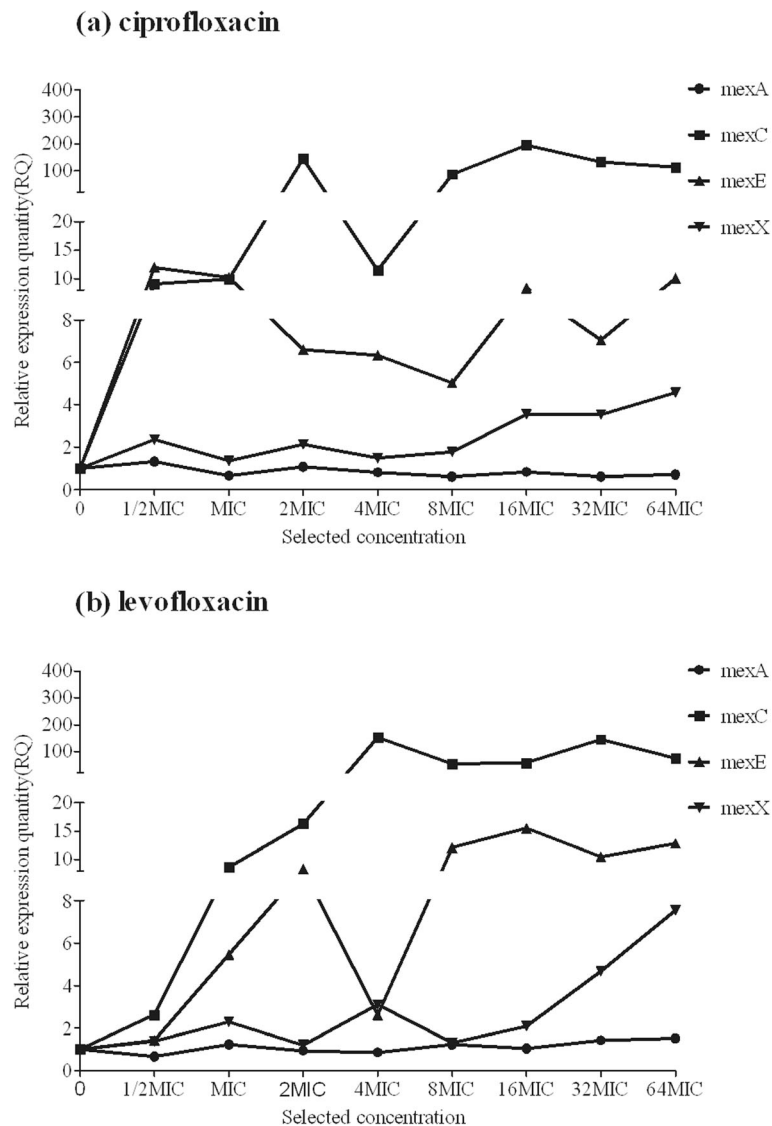 (a) ciprofloxacin
400
300
200
100
20
15
10
8
6
4
2
0
Relative expression quantity(RQ)
mexA
mexC
mexE
mexX
0 1/2MIC MIC 2MIC 4MIC 8MIC 16MIC 32MIC 64MIC
Selected concentration
(b) levofloxacin
400
300
200
100
20
15
10
8
6
4
2
0
Relative expression quantity(RQ)
mexA
mexC
mexE
mexX
0 1/2MIC MIC 2MIC 4MIC 8MIC 16MIC 32MIC 64MIC
Selected concentration